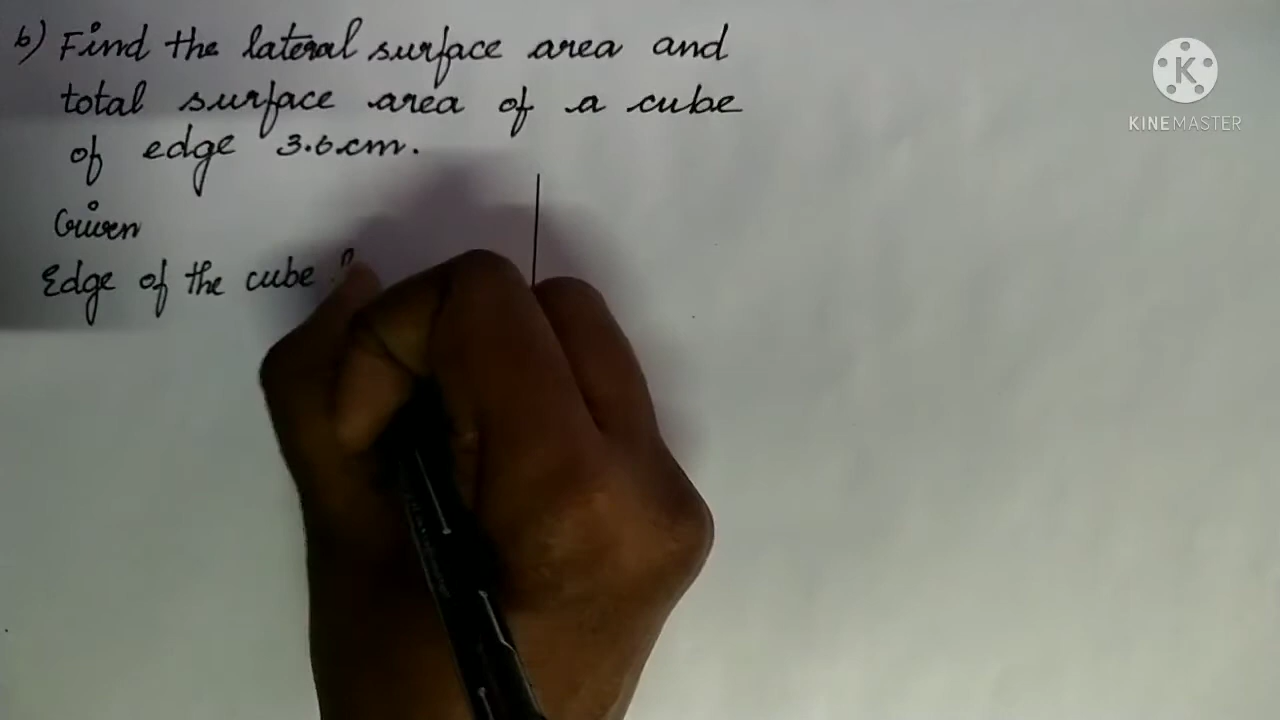 b) Find the lateral surface area and
total surface area of a cube
of edge 3.6cm.
Given
Edge of the cube
K
KINEMASTER